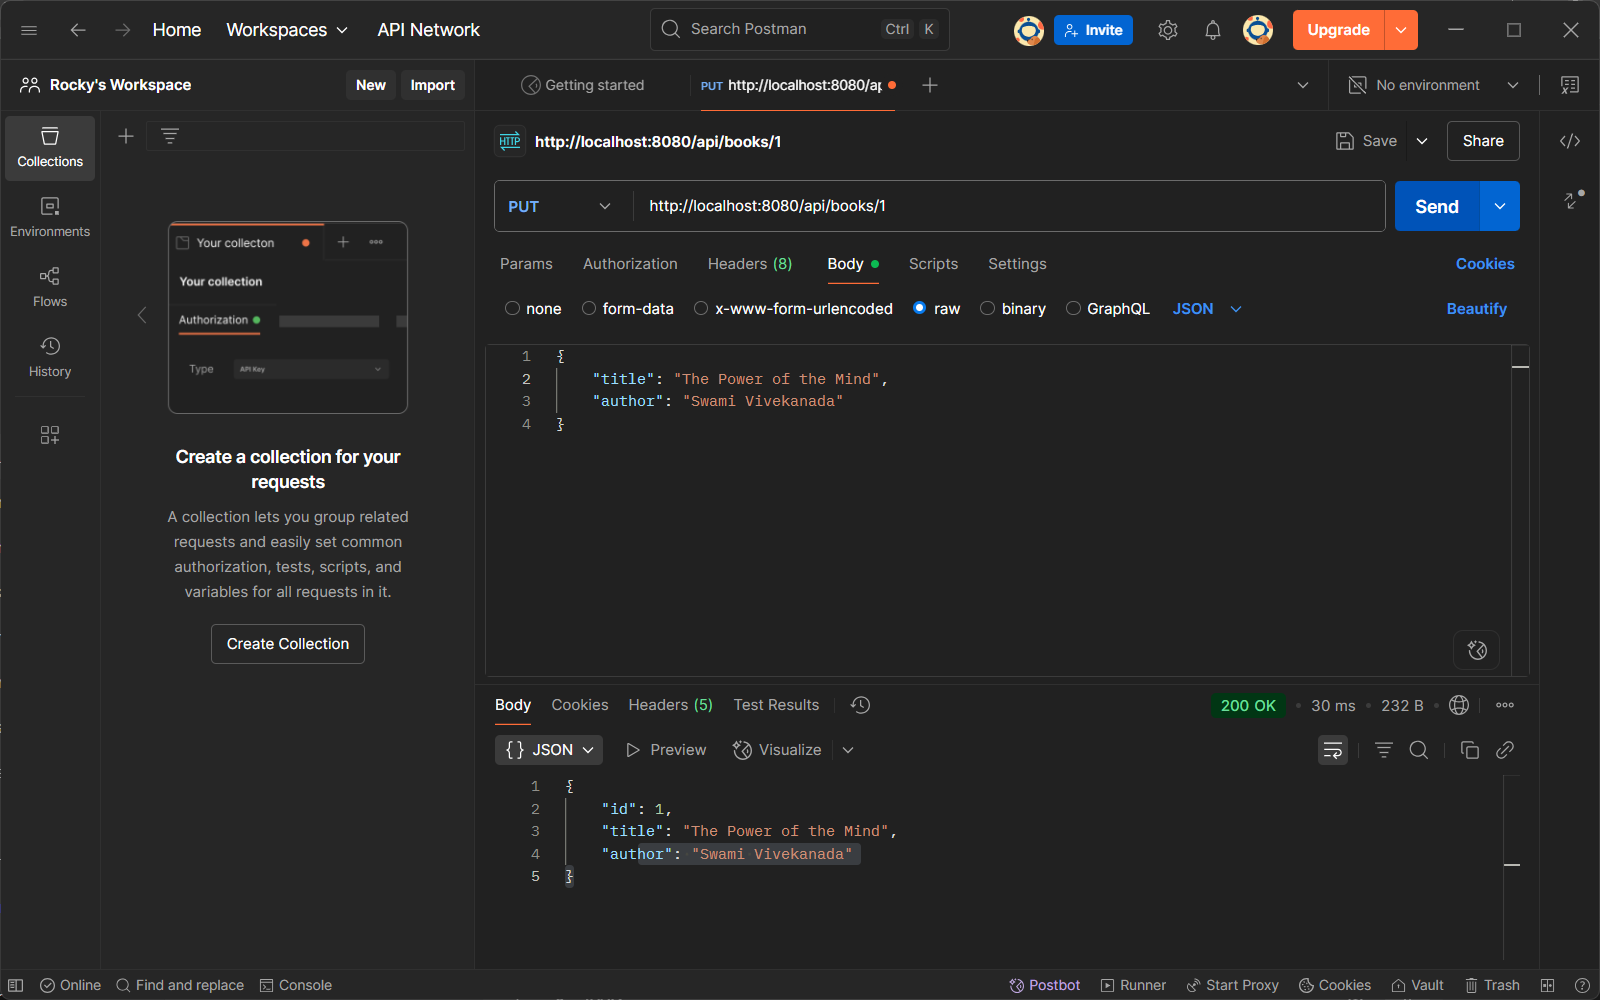 Home Workspaces API Network Search Postman Ctrl K Invite Upgrade
Rocky's Workspace New Import Getting started PUT http://localhost:8080/ap No environment
HTTP http://localhost:8080/api/books/1 Save Share
Collections
Environments
Flows
History
Your collecton
Your collection
Authorization
Type API Key
Create a collection for your
requests
A collection lets you group related
requests and easily set common
authorization, tests, scripts, and
variables for all requests in it.
Create Collection
PUT http://localhost:8080/api/books/1 Send
Params Authorization Headers (8) Body Scripts Settings Cookies
none form-data x-www-form-urlencoded raw binary GraphQL JSON Beautify
1 {
2 "title": "The Power of the Mind",
3 "author": "Swami Vivekanada"
4 }
Body Cookies Headers (5) Test Results 200 OK • 30 ms • 232 B •
{} JSON Preview Visualize
1 {
2 "id": 1,
3 "title": "The Power of the Mind",
4 "author": "Swami Vivekanada"
5 }
Online Find and replace Console Postbot Runner Start Proxy Cookies Vault Trash